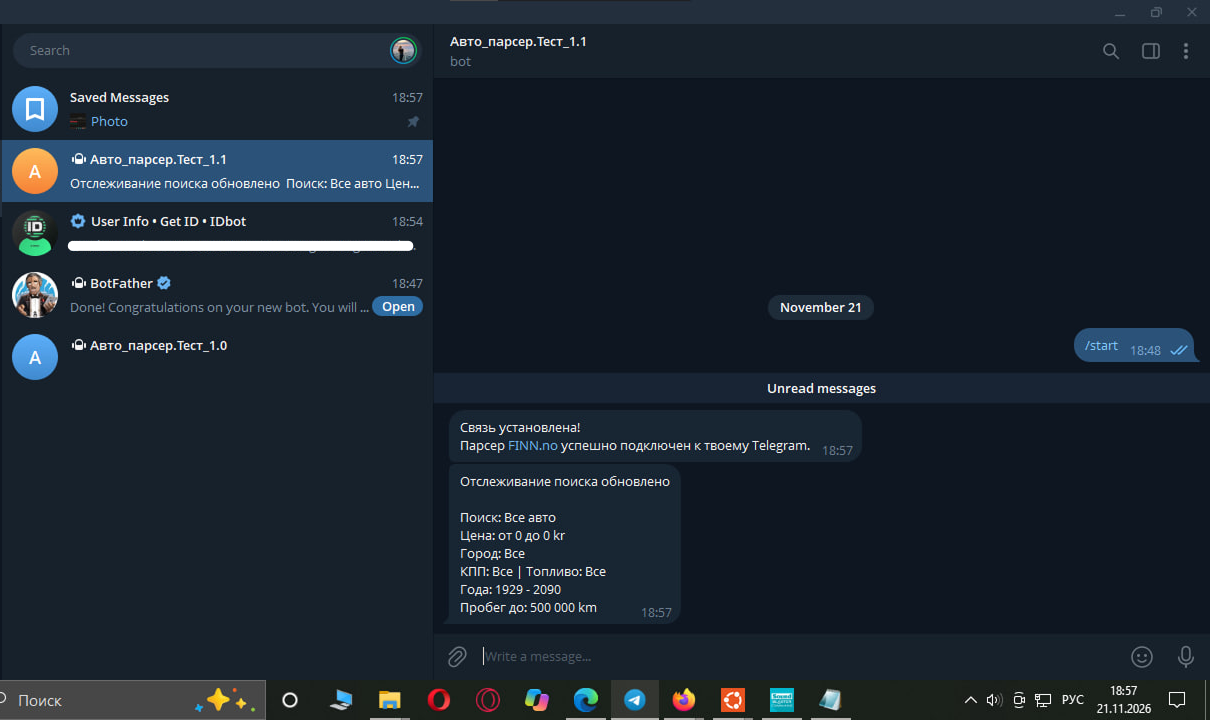 Search
Saved Messages
18:57
Photo
Авто_парсер.Тест_1.1
18:57
Отслеживание поиска обновлено Поиск: Все авто Цен...
User Info • Get ID • IDbot
18:54
BotFather
18:47
Done! Congratulations on your new bot. You will ...
Open
Авто_парсер.Тест_1.0
A
A
ID
Авто_парсер.Тест_1.1
bot
November 21
/start 18:48
Unread messages
Связь установлена!
Парсер FINN.no успешно подключен к твоему Telegram. 18:57
Отслеживание поиска обновлено
Поиск: Все авто
Цена: от 0 до 0 kr
Город: Все
КПП: Все | Топливо: Все
Года: 1929 - 2090
Пробег до: 500 000 km 18:57
Write a message...
Поиск
РУС
18:57
21.11.2026